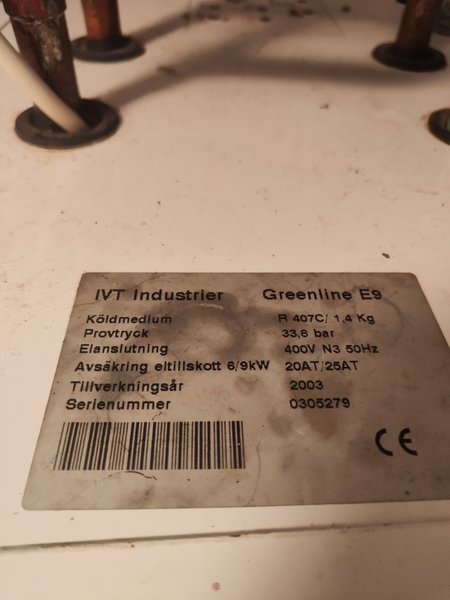 IVT Industrier Greenline E9
Köldmedium R 407C/ 1,4 Kg
Provtryck 33,8 bar
Elanslutning 400V N3 50Hz
Avsäkring eltillskott 6/9kW 20AT/25AT
Tillverkningsår 2003
Serienummer 0305279
CE